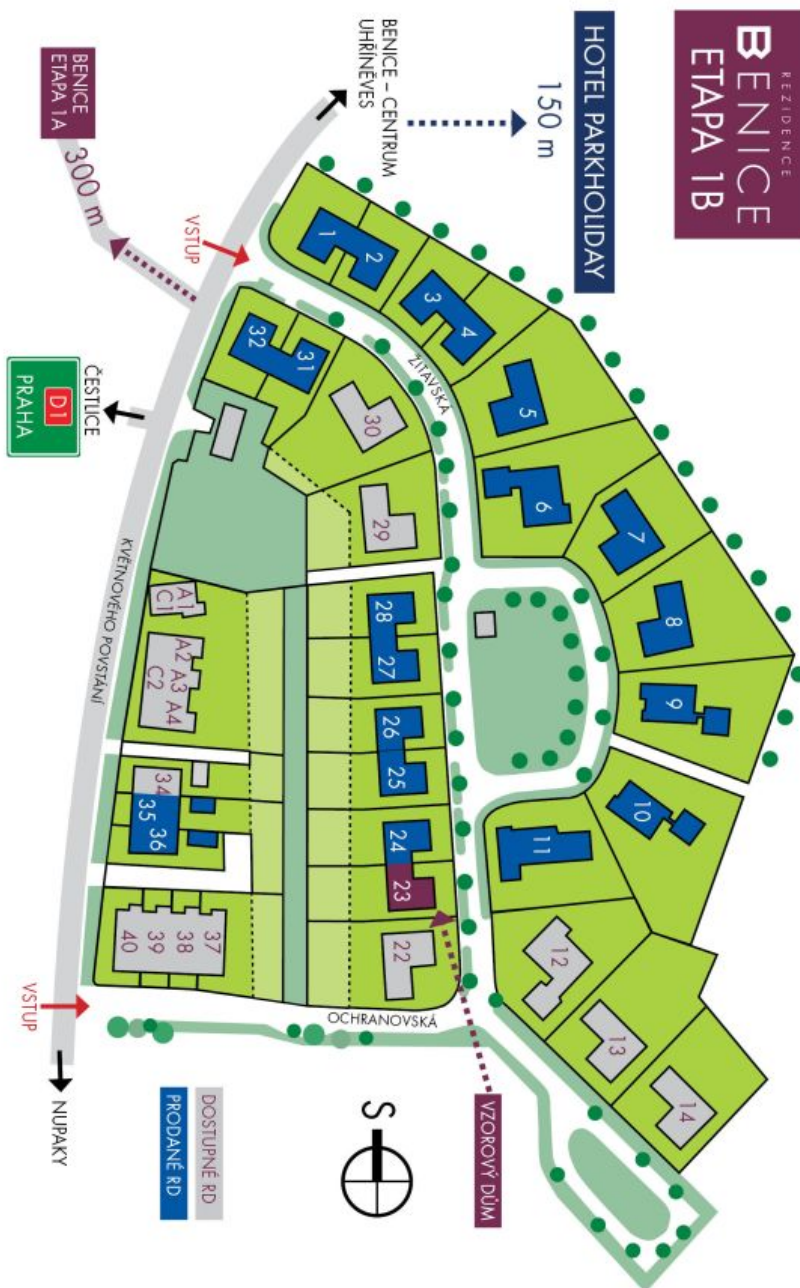 REZIDENCE
BENICE
ETAPA 1B
HOTEL PARKHOLIDAY
150 m
BENICE – CENTRUM
UHŘÍNĚVES
BENICE
ETAPA 1A
300 m
VSTUP
ČESTLICE
D1
PRAHA
KVĚTNOVÉHO POVSTÁNÍ
ŽITAVSKÁ
1
2
3
4
5
6
7
8
9
10
11
12
13
14
22
23
24
25
26
27
28
29
30
31
32
A1
C1
A2 A3 A4
C2
34
35
36
37
38
39
40
OCHRANOVSKÁ
VSTUP
NUPAKY
VZOROVÝ DŮM
S
DOSTUPNÉ RD
PRODANÉ RD